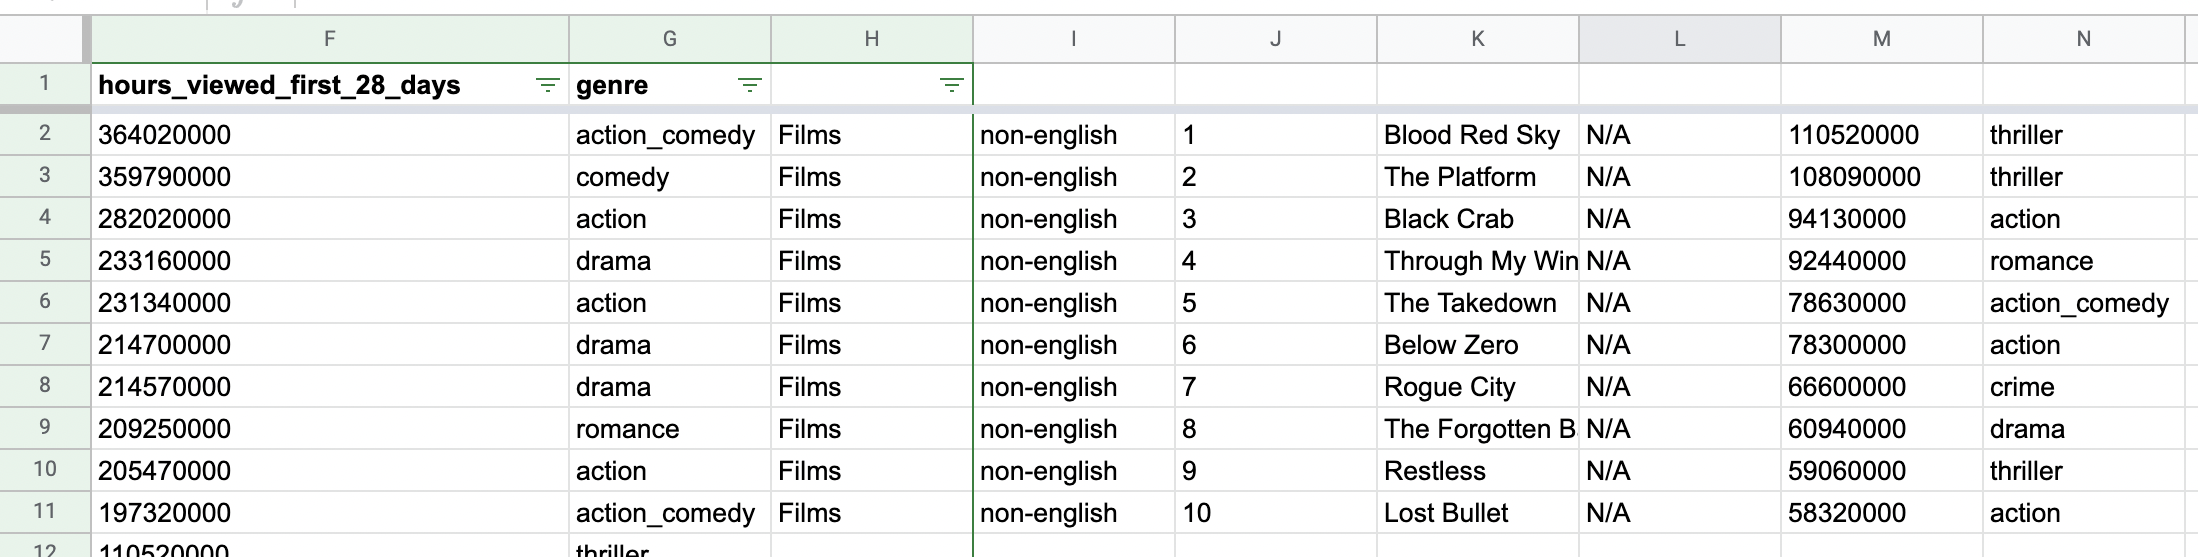 F G H I J K L M N
1 hours_viewed_first_28_days genre
2 364020000 action_comedy Films non-english 1 Blood Red Sky N/A 110520000 thriller
3 359790000 comedy Films non-english 2 The Platform N/A 108090000 thriller
4 282020000 action Films non-english 3 Black Crab N/A 94130000 action
5 233160000 drama Films non-english 4 Through My Win N/A 92440000 romance
6 231340000 action Films non-english 5 The Takedown N/A 78630000 action_comedy
7 214700000 drama Films non-english 6 Below Zero N/A 78300000 action
8 214570000 drama Films non-english 7 Rogue City N/A 66600000 crime
9 209250000 romance Films non-english 8 The Forgotten B N/A 60940000 drama
10 205470000 action Films non-english 9 Restless N/A 59060000 thriller
11 197320000 action_comedy Films non-english 10 Lost Bullet N/A 58320000 action
12 110520000 thriller